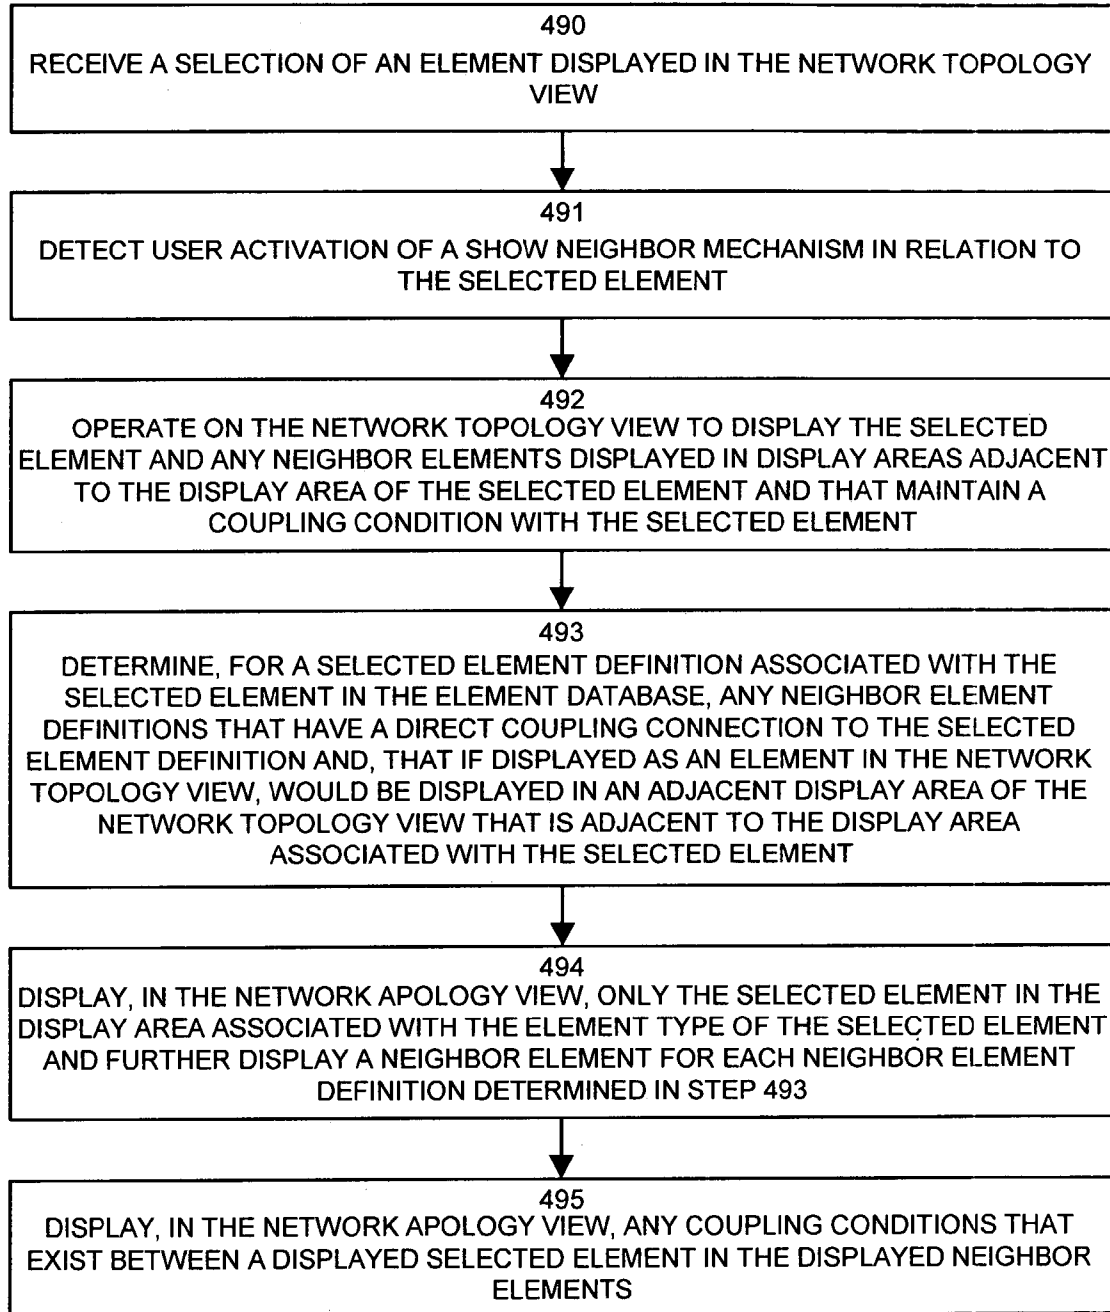 490
RECEIVE A SELECTION OF AN ELEMENT DISPLAYED IN THE NETWORK TOPOLOGY
VIEW
491
DETECT USER ACTIVATION OF A SHOW NEIGHBOR MECHANISM IN RELATION TO
THE SELECTED ELEMENT
492
OPERATE ON THE NETWORK TOPOLOGY VIEW TO DISPLAY THE SELECTED
ELEMENT AND ANY NEIGHBOR ELEMENTS DISPLAYED IN DISPLAY AREAS ADJACENT
TO THE DISPLAY AREA OF THE SELECTED ELEMENT AND THAT MAINTAIN A
COUPLING CONDITION WITH THE SELECTED ELEMENT
493
DETERMINE, FOR A SELECTED ELEMENT DEFINITION ASSOCIATED WITH THE
SELECTED ELEMENT IN THE ELEMENT DATABASE, ANY NEIGHBOR ELEMENT
DEFINITIONS THAT HAVE A DIRECT COUPLING CONNECTION TO THE SELECTED
ELEMENT DEFINITION AND, THAT IF DISPLAYED AS AN ELEMENT IN THE NETWORK
TOPOLOGY VIEW, WOULD BE DISPLAYED IN AN ADJACENT DISPLAY AREA OF THE
NETWORK TOPOLOGY VIEW THAT IS ADJACENT TO THE DISPLAY AREA
ASSOCIATED WITH THE SELECTED ELEMENT
494
DISPLAY, IN THE NETWORK APOLOGY VIEW, ONLY THE SELECTED ELEMENT IN THE
DISPLAY AREA ASSOCIATED WITH THE ELEMENT TYPE OF THE SELECTED ELEMENT
AND FURTHER DISPLAY A NEIGHBOR ELEMENT FOR EACH NEIGHBOR ELEMENT
DEFINITION DETERMINED IN STEP 493
495
DISPLAY, IN THE NETWORK APOLOGY VIEW, ANY COUPLING CONDITIONS THAT
EXIST BETWEEN A DISPLAYED SELECTED ELEMENT IN THE DISPLAYED NEIGHBOR
ELEMENTS